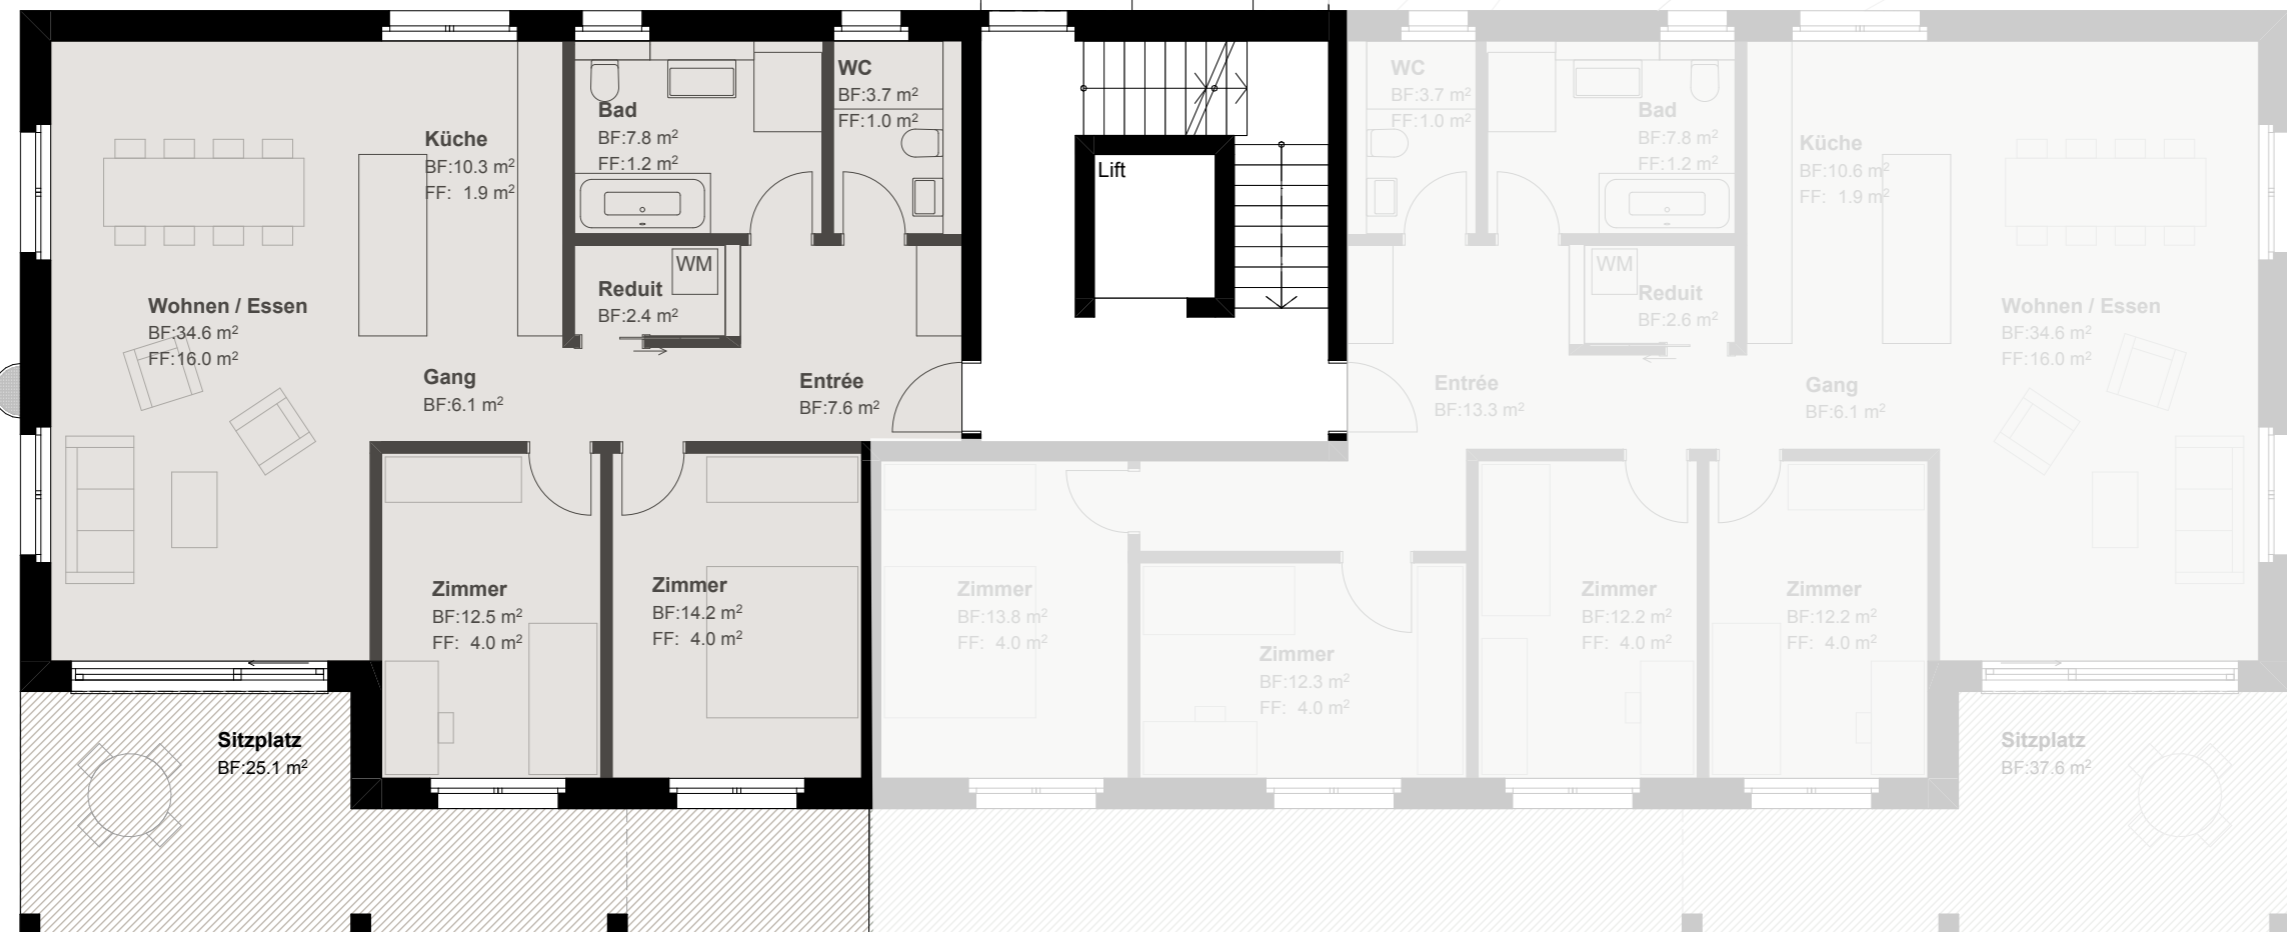 WC
BF:3.7 m²
FF:1.0 m²
Bad
BF:7.8 m²
FF:1.2 m²
Küche
BF:10.3 m²
FF: 1.9 m²
Lift
WM
Reduit
BF:2.4 m²
Wohnen / Essen
BF:34.6 m²
FF:16.0 m²
Gang
BF:6.1 m²
Entrée
BF:7.6 m²
Zimmer
BF:12.5 m²
FF: 4.0 m²
Zimmer
BF:14.2 m²
FF: 4.0 m²
Sitzplatz
BF:25.1 m²
WC
BF:3.7 m²
FF:1.0 m²
Bad
BF:7.8 m²
FF:1.2 m²
Küche
BF:10.6 m²
FF: 1.9 m²
WM
Reduit
BF:2.6 m²
Wohnen / Essen
BF:34.6 m²
FF:16.0 m²
Entrée
BF:13.3 m²
Gang
BF:6.1 m²
Zimmer
BF:13.8 m²
FF: 4.0 m²
Zimmer
BF:12.3 m²
FF: 4.0 m²
Zimmer
BF:12.2 m²
FF: 4.0 m²
Zimmer
BF:12.2 m²
FF: 4.0 m²
Sitzplatz
BF:37.6 m²